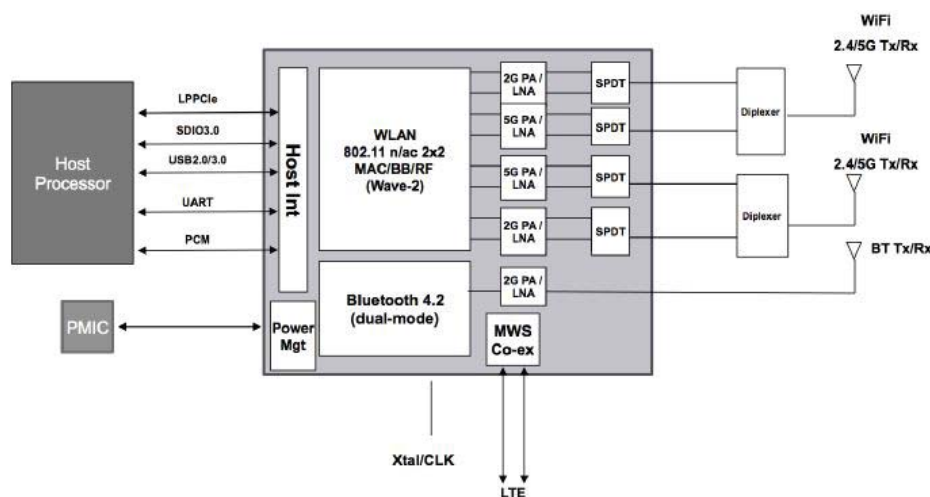 WiFi
2.4/5G Tx/Rx
LPPCIe
SDIO3.0
USB2.0/3.0
UART
PCM
Host
Processor
Host Int
WLAN
802.11 n/ac 2x2
MAC/BB/RF
(Wave-2)
2G PA /
LNA
SPDT
5G PA /
LNA
SPDT
Diplexer
WiFi
2.4/5G Tx/Rx
5G PA /
LNA
SPDT
2G PA /
LNA
SPDT
Diplexer
BT Tx/Rx
Bluetooth 4.2
(dual-mode)
2G PA /
LNA
PMIC
Power
Mgt
MWS
Co-ex
Xtal/CLK
LTE